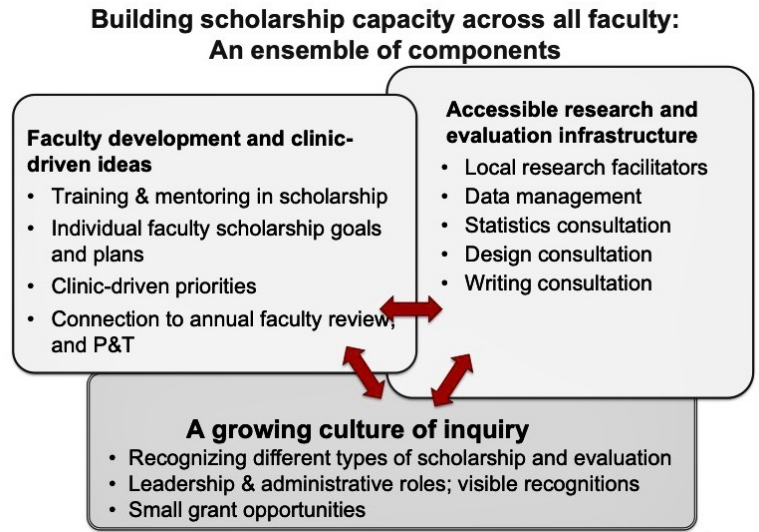 Building scholarship capacity across all faculty:
An ensemble of components
Faculty development and clinic-
driven ideas
• Training & mentoring in scholarship
• Individual faculty scholarship goals
and plans
• Clinic-driven priorities
• Connection to annual faculty review,
and P&T
Accessible research and
evaluation infrastructure
• Local research facilitators
• Data management
• Statistics consultation
• Design consultation
• Writing consultation
A growing culture of inquiry
• Recognizing different types of scholarship and evaluation
• Leadership & administrative roles; visible recognitions
• Small grant opportunities